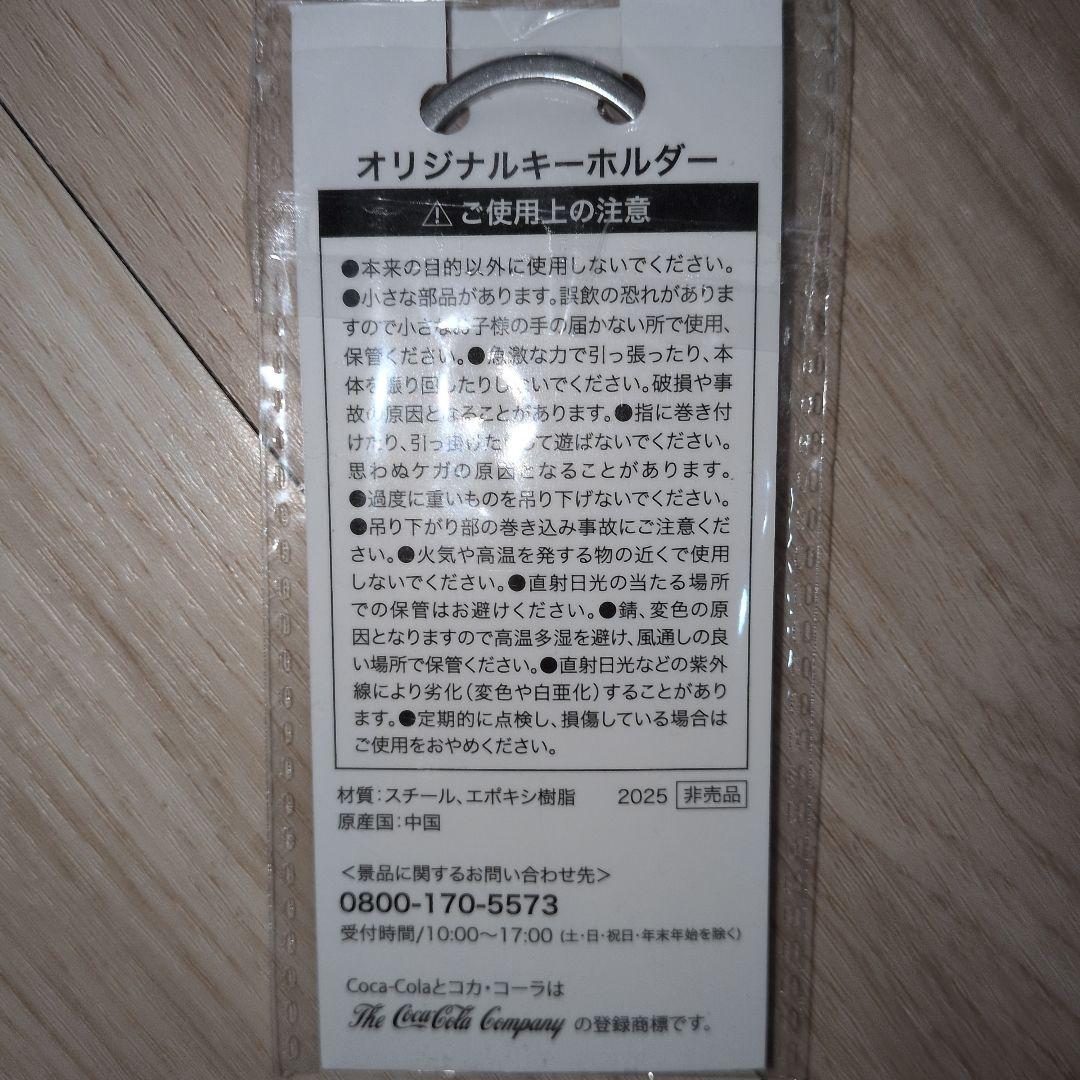 オリジナルキーホルダー
⚠ご使用上の注意
●本来の目的以外に使用しないでください。
●小さな部品があります。誤飲の恐れがありま
すので小さなお子様の手の届かない所で使用、
保管ください。●急激な力で引っ張ったり、本
体を振り回したりしないでください。破損や事
故の原因となることがあります。●指に巻き付
けたり、引っ掛けたりして遊ばないでください。
思わぬケガの原因となることがあります。
●過度に重いものを吊り下げないでください。
●吊り下がり部の巻き込み事故にご注意くだ
さい。●火気や高温を発する物の近くで使用
しないでください。●直射日光の当たる場所
での保管はお避けください。●錆、変色の原
因となりますので高温多湿を避け、風通しの良
い場所で保管ください。●直射日光などの紫外
線により劣化(変色や白亜化)することがあり
ます。●定期的に点検し、損傷している場合は
ご使用をおやめください。
材質:スチール、エポキシ樹脂 2025 非売品
原産国:中国
<景品に関するお問い合わせ先>
0800-170-5573
受付時間/10:00～17:00 (土・日・祝日・年末年始を除く)
Coca-Colaとコカ・コーラは
The Coca-Cola Company の登録商標です。